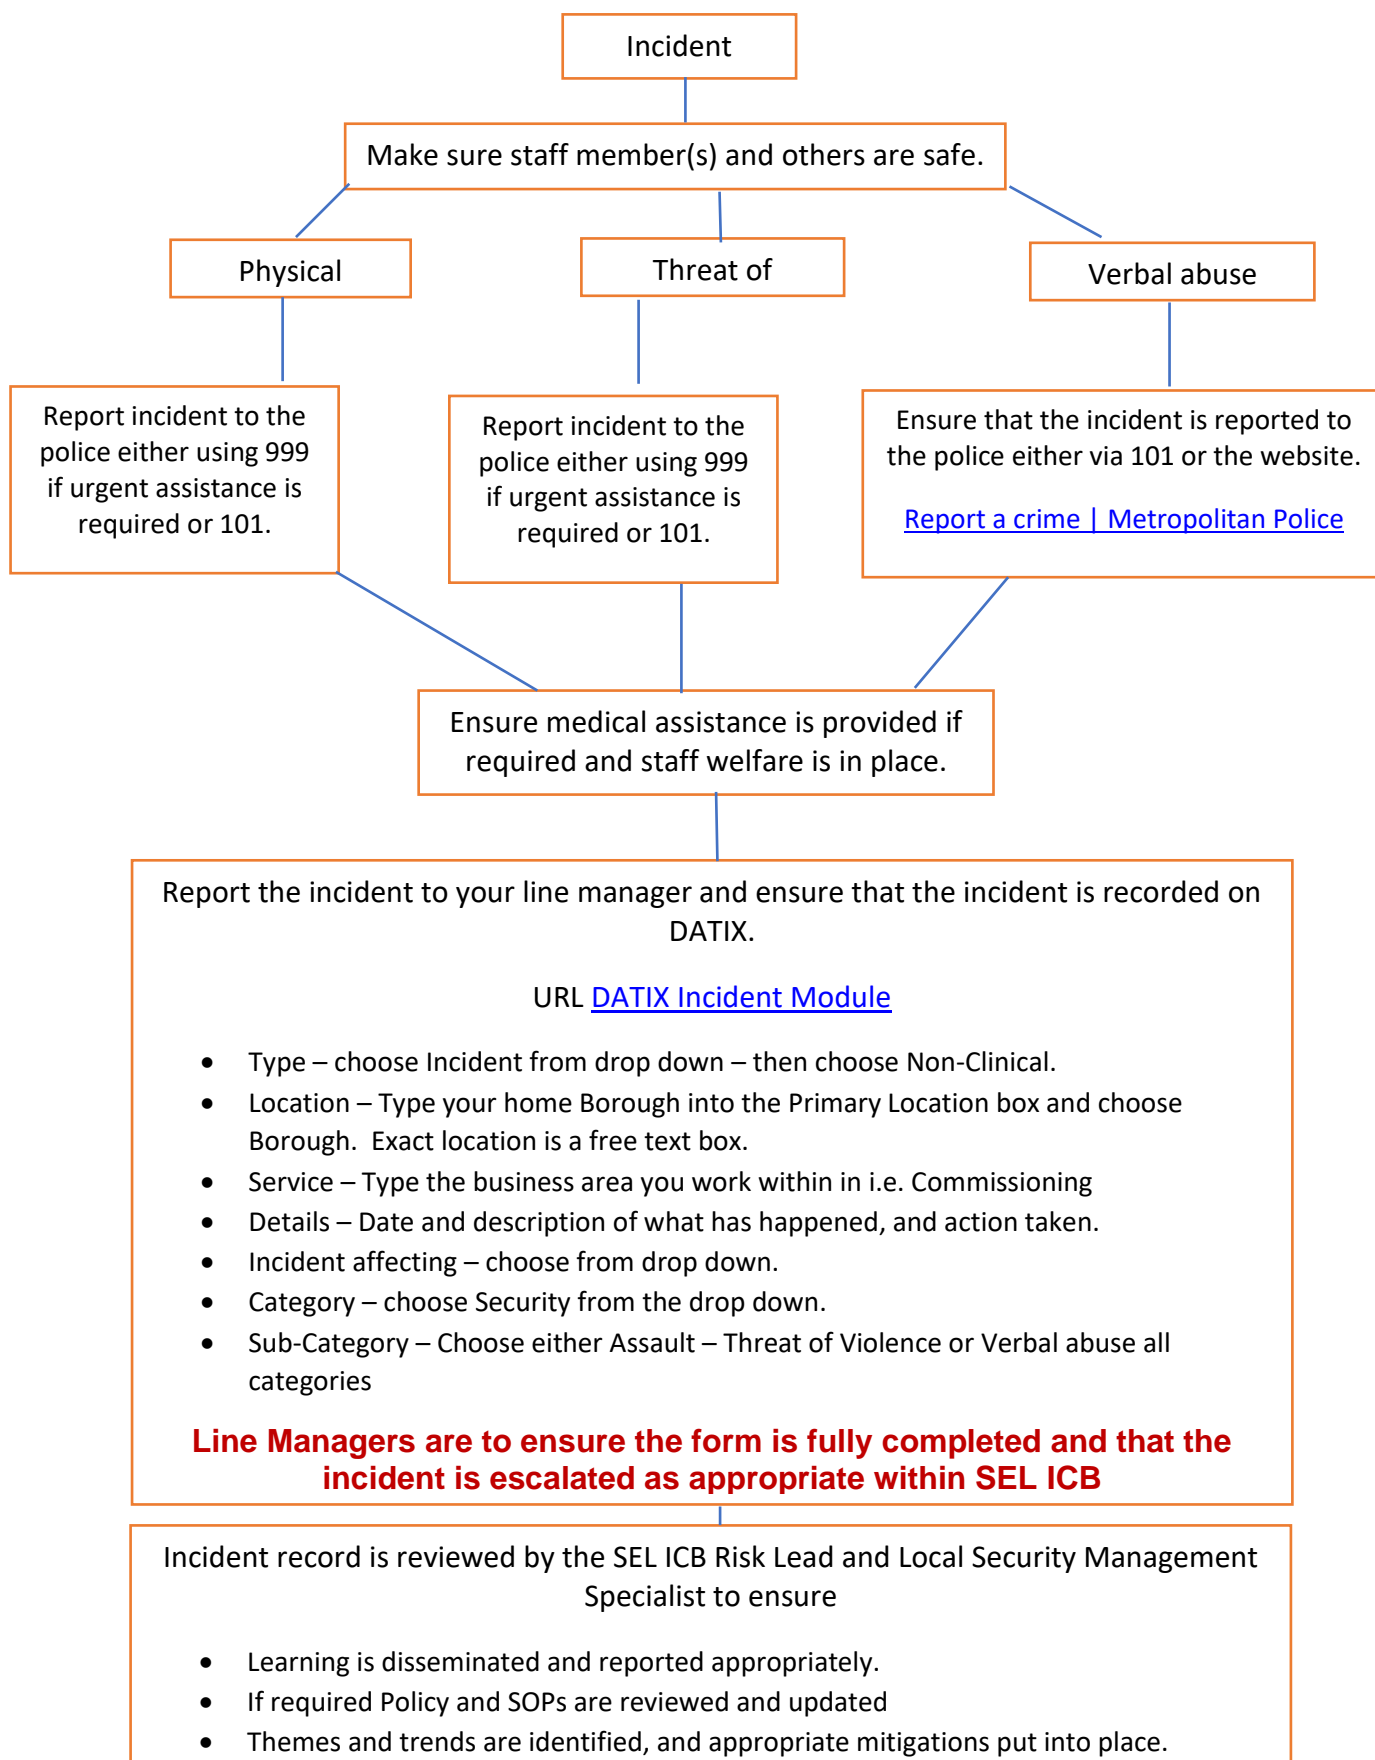 Incident
Make sure staff member(s) and others are safe.
Physical
Threat of
Verbal abuse
Report incident to the
police either using 999
if urgent assistance is
required or 101.
Report incident to the
police either using 999
if urgent assistance is
required or 101.
Ensure that the incident is reported to
the police either via 101 or the website.
Report a crime | Metropolitan Police
Ensure medical assistance is provided if
required and staff welfare is in place.
Report the incident to your line manager and ensure that the incident is recorded on
DATIX.
URL DATIX Incident Module
• Type – choose Incident from drop down – then choose Non-Clinical.
• Location – Type your home Borough into the Primary Location box and choose
Borough.  Exact location is a free text box.
• Service – Type the business area you work within in i.e. Commissioning
• Details – Date and description of what has happened, and action taken.
• Incident affecting – choose from drop down.
• Category – choose Security from the drop down.
• Sub-Category – Choose either Assault – Threat of Violence or Verbal abuse all
categories
Line Managers are to ensure the form is fully completed and that the
incident is escalated as appropriate within SEL ICB
Incident record is reviewed by the SEL ICB Risk Lead and Local Security Management
Specialist to ensure
• Learning is disseminated and reported appropriately.
• If required Policy and SOPs are reviewed and updated
• Themes and trends are identified, and appropriate mitigations put into place.